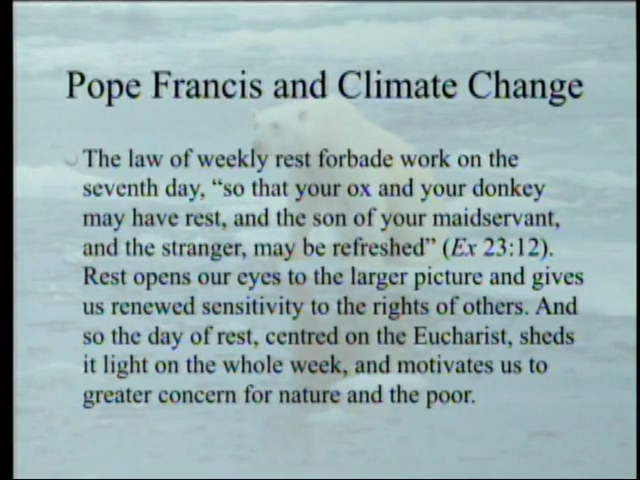 Pope Francis and Climate Change
The law of weekly rest forbade work on the
seventh day, “so that your ox and your donkey
may have rest, and the son of your maidservant,
and the stranger, may be refreshed” (Ex 23:12).
Rest opens our eyes to the larger picture and gives
us renewed sensitivity to the rights of others. And
so the day of rest, centred on the Eucharist, sheds
it light on the whole week, and motivates us to
greater concern for nature and the poor.